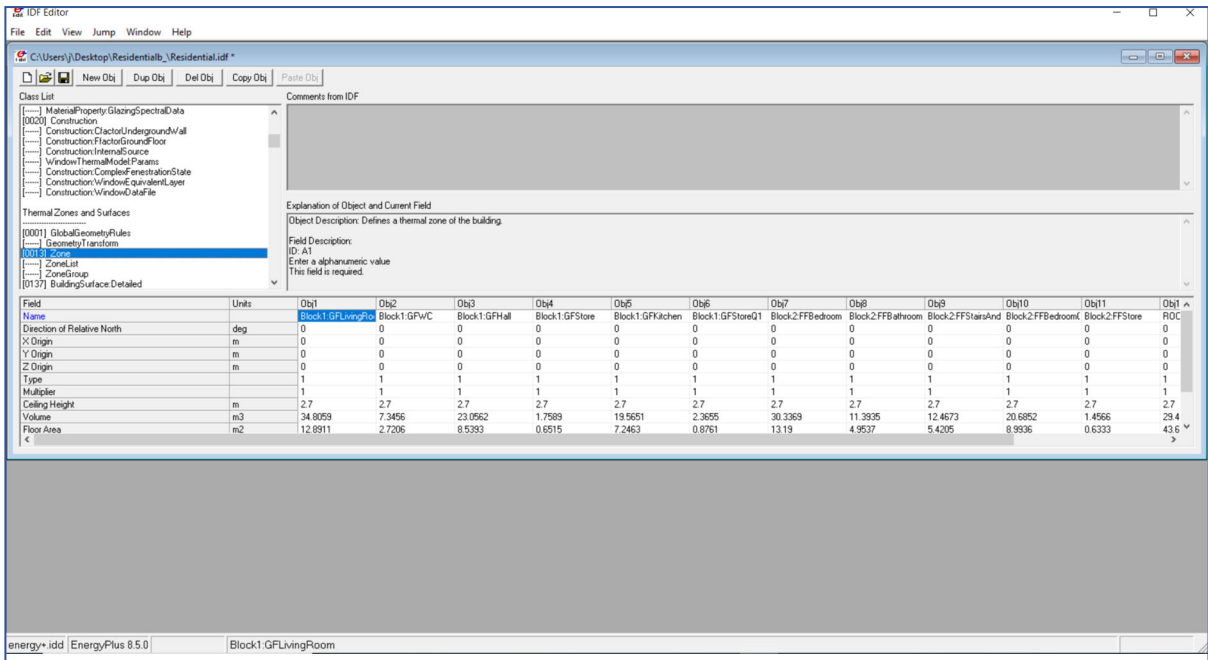 IDF Editor
File Edit View Jump Window Help
C:\Users\j\Desktop\Residentialb_\Residential.idf *
New Obj Dup Obj Del Obj Copy Obj Paste Obj
Class List
Comments from IDF
[------] MaterialProperty:GlazingSpectralData
[0020] Construction
[------] Construction:CfactorUndergroundWall
[------] Construction:FfactorGroundFloor
[------] Construction:InternalSource
[------] WindowThermalModel:Params
[------] Construction:ComplexFenestrationState
[------] Construction:WindowEquivalentLayer
[------] Construction:WindowDataFile
Thermal Zones and Surfaces
-------------------------
[0001] GlobalGeometryRules
[------] GeometryTransform
[0013] Zone
[------] ZoneList
[------] ZoneGroup
[0137] BuildingSurface:Detailed
Explanation of Object and Current Field
Object Description: Defines a thermal zone of the building.
Field Description:
ID: A1
Enter a alphanumeric value
This field is required.
Field Units Obj1 Obj2 Obj3 Obj4 Obj5 Obj6 Obj7 Obj8 Obj9 Obj10 Obj11 Obj1
Name Block1:GFLivingRo Block1:GFWC Block1:GFHall Block1:GFStore Block1:GFKitchen Block1:GFStoreQ1 Block2:FFBedroom Block2:FFBathroom Block2:FFStairsAnd Block2:FFBedroom( Block2:FFStore ROC
Direction of Relative North deg 0 0 0 0 0 0 0 0 0 0 0 0
X Origin m 0 0 0 0 0 0 0 0 0 0 0 0
Y Origin m 0 0 0 0 0 0 0 0 0 0 0 0
Z Origin m 0 0 0 0 0 0 0 0 0 0 0 0
Type 1 1 1 1 1 1 1 1 1 1 1 1
Multiplier 1 1 1 1 1 1 1 1 1 1 1 1
Ceiling Height m 2.7 2.7 2.7 2.7 2.7 2.7 2.7 2.7 2.7 2.7 2.7 2.7
Volume m3 34.8059 7.3456 23.0562 1.7589 19.5651 2.3655 30.3369 11.3935 12.4673 20.6852 1.4566 29.4
Floor Area m2 12.8911 2.7206 8.5393 0.6515 7.2463 0.8761 13.19 4.9537 5.4205 8.9936 0.6333 43.6
energy+.idd EnergyPlus 8.5.0 Block1:GFLivingRoom